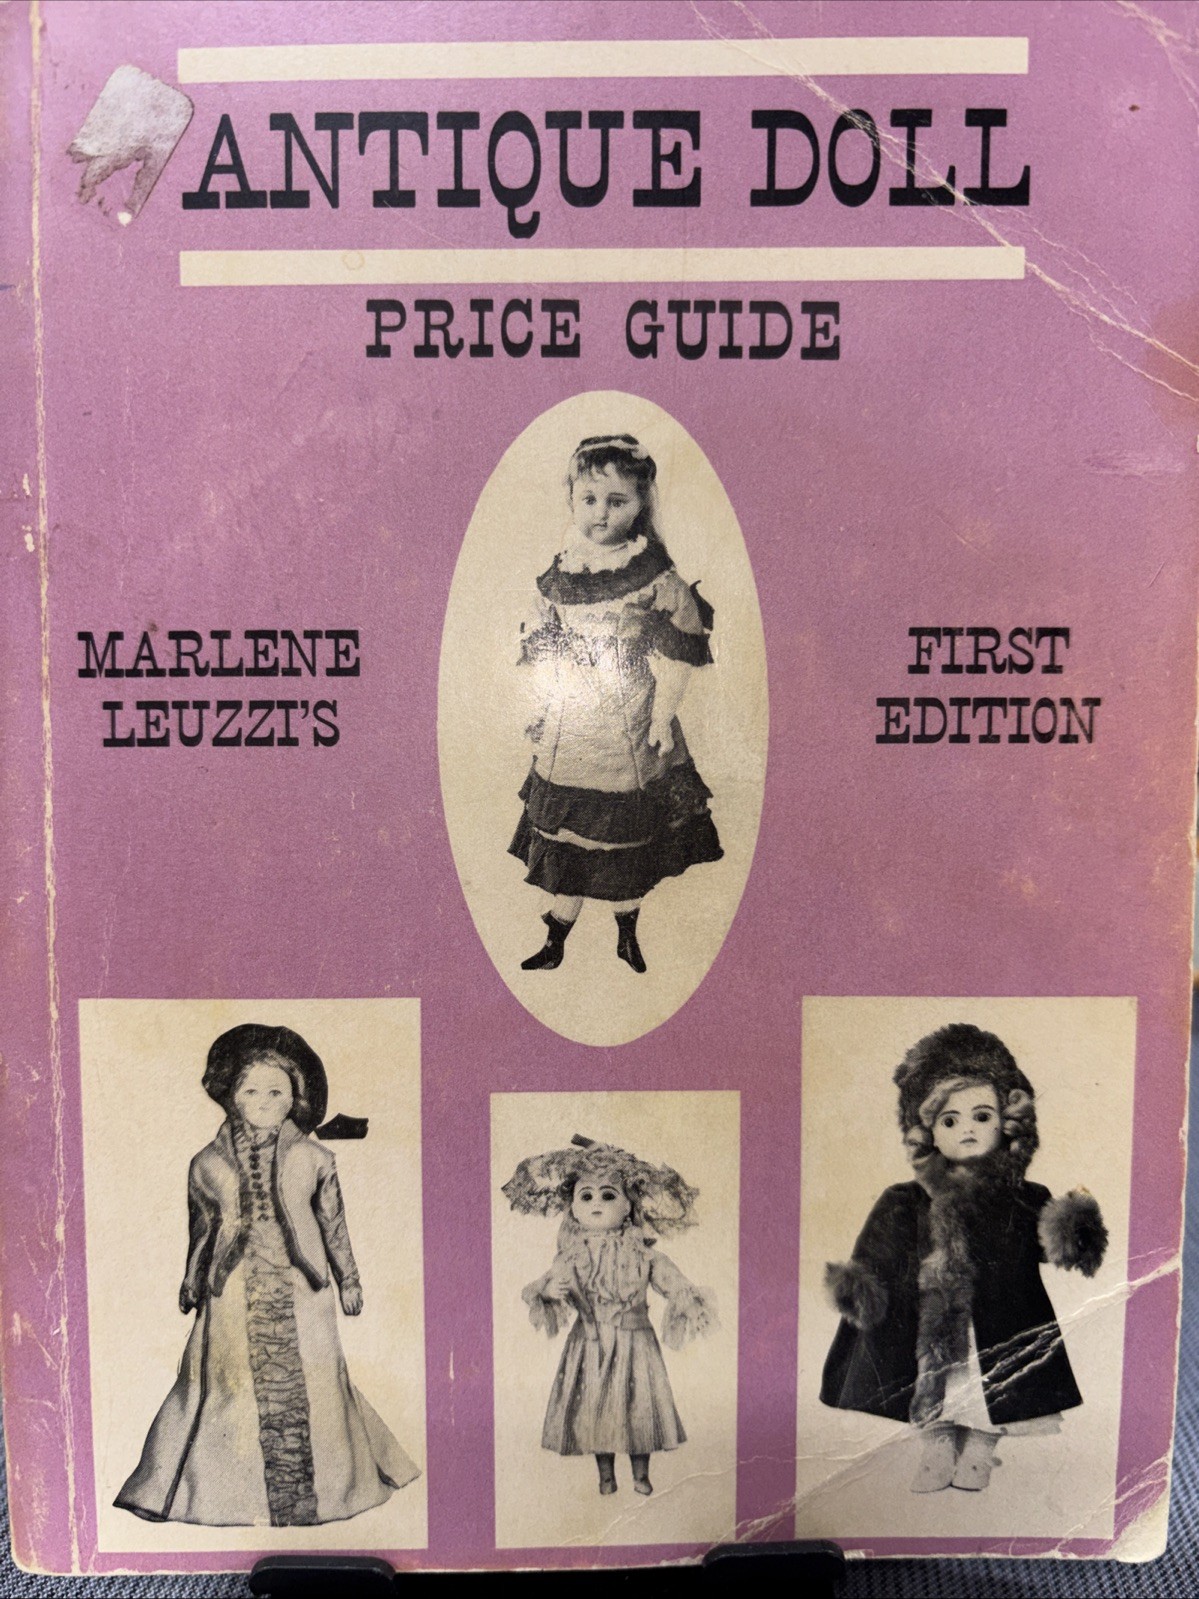 ANTIQUE DOLL
PRICE GUIDE
MARLENE
LEUZZI'S
FIRST
EDITION